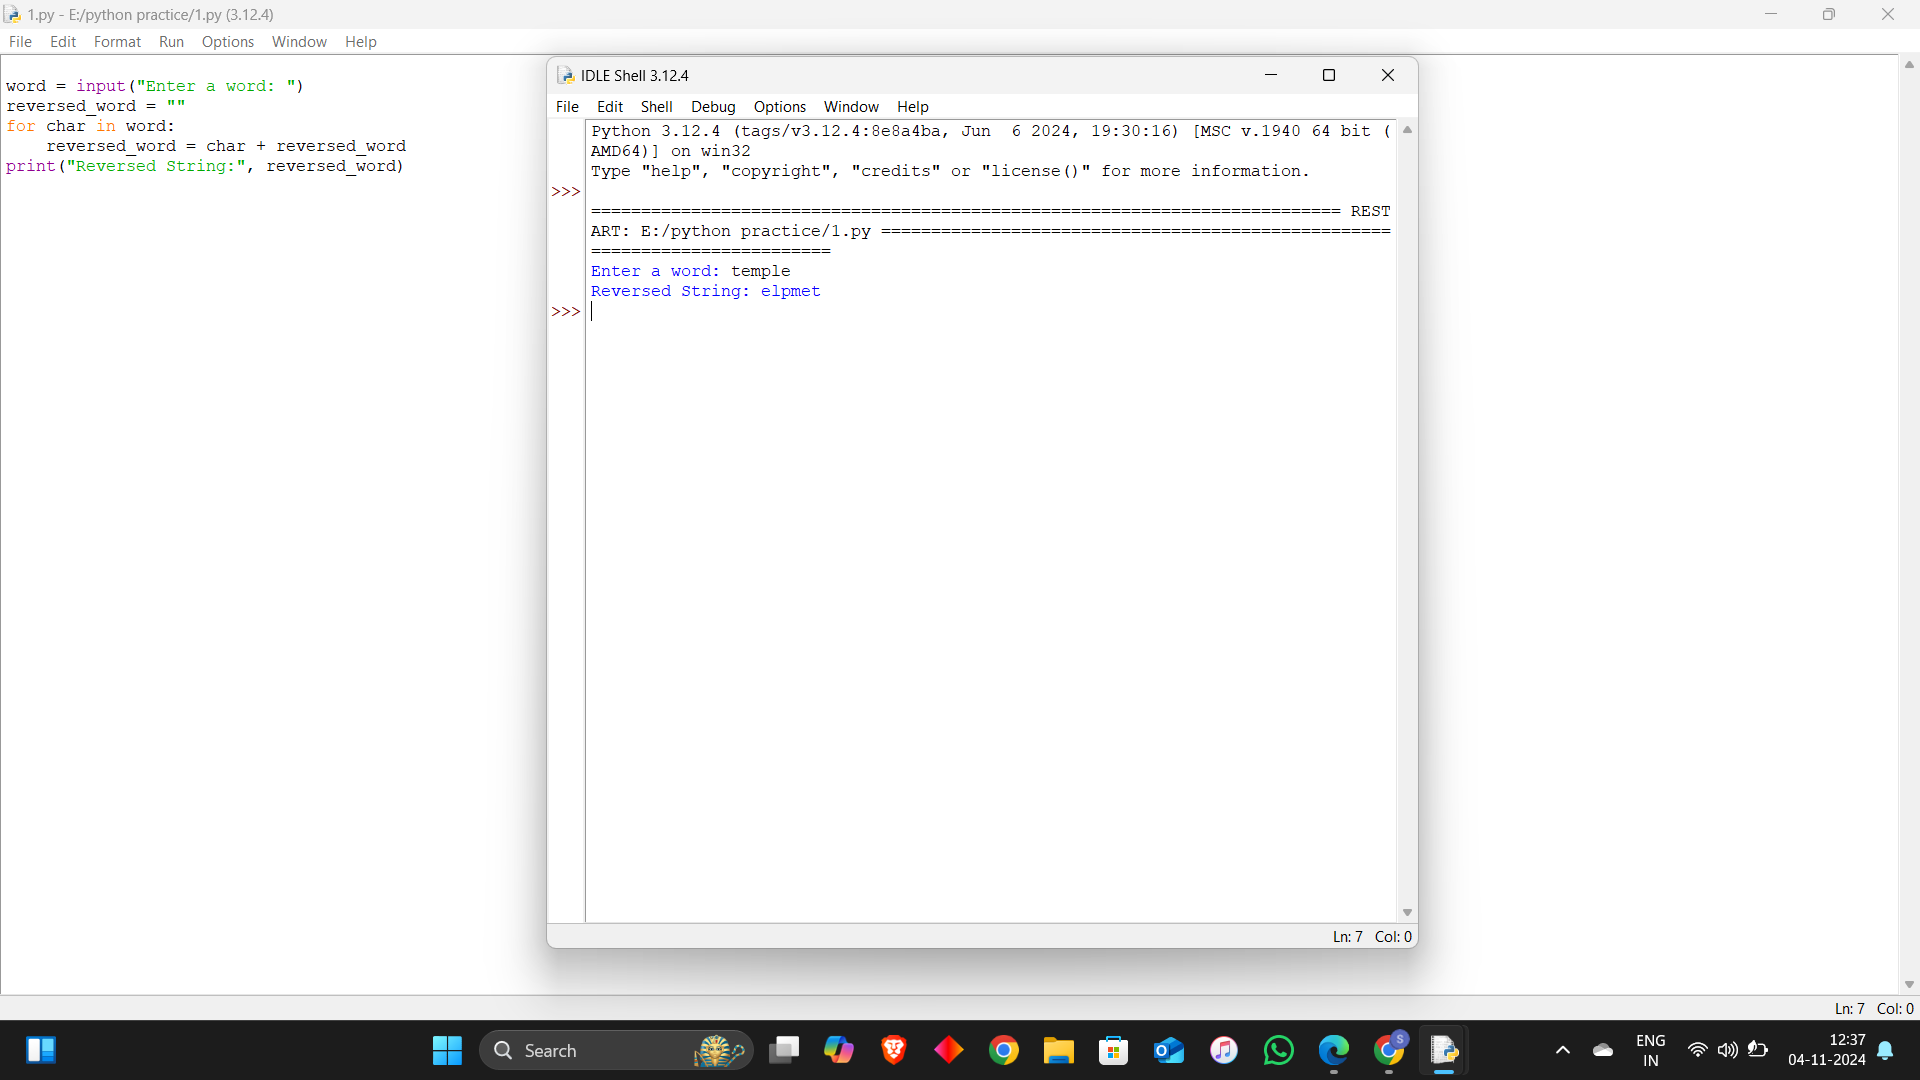 1.py - E:/python practice/1.py (3.12.4)
File Edit Format Run Options Window Help
word = input("Enter a word: ")
reversed_word = ""
for char in word:
    reversed_word = char + reversed_word
print("Reversed String:", reversed_word)
IDLE Shell 3.12.4
File Edit Shell Debug Options Window Help
Python 3.12.4 (tags/v3.12.4:8e8a4ba, Jun  6 2024, 19:30:16) [MSC v.1940 64 bit (
AMD64)] on win32
Type "help", "copyright", "credits" or "license()" for more information.
>>>
=========================================================================== REST
ART: E:/python practice/1.py ===================================================
========================
Enter a word: temple
Reversed String: elpmet
>>>
Ln: 7 Col: 0
Ln: 7 Col: 0
Search
S
ENG
IN
12:37
04-11-2024